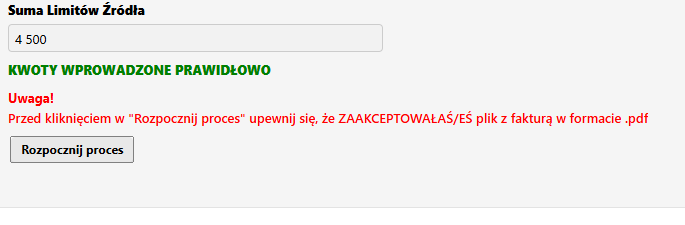 Suma Limitów Źródła
4 500
KWOTY WPROWADZONE PRAWIDŁOWO
Uwaga!
Przed kliknięciem w "Rozpocznij proces" upewnij się, że ZAAKCEPTOWAŁAŚ/EŚ plik z fakturą w formacie .pdf
Rozpocznij proces